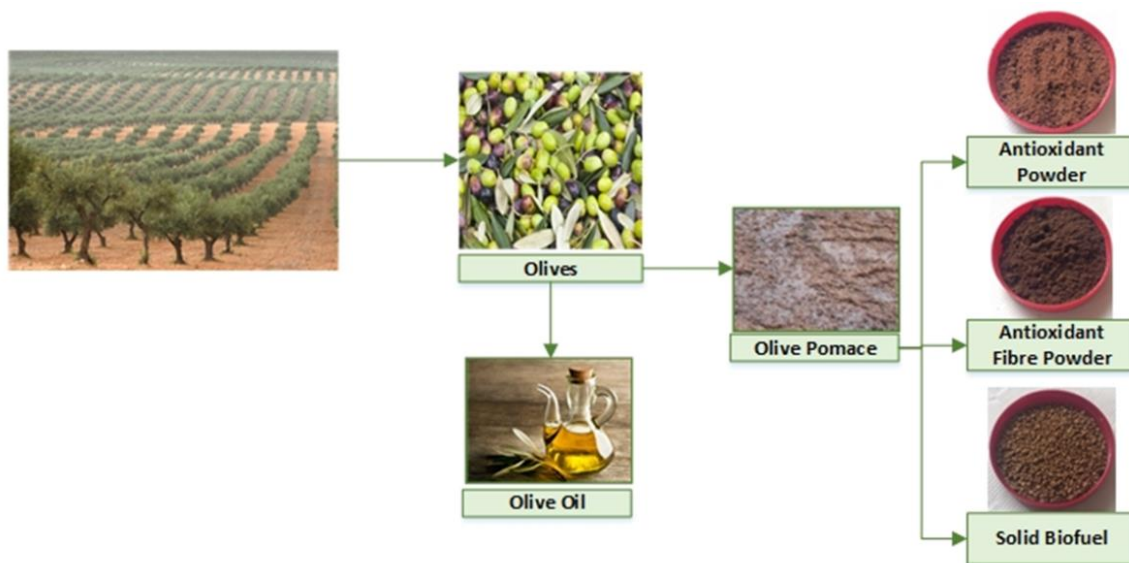 Olives
Olive Oil
Olive Pomace
Antioxidant
Powder
Antioxidant
Fibre Powder
Solid Biofuel